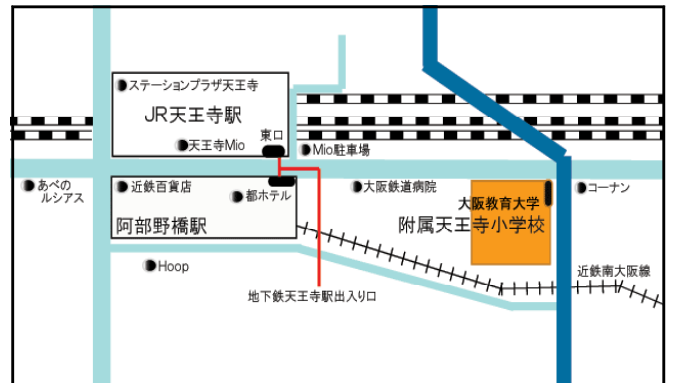 ステーションプラザ天王寺
JR天王寺駅
東口
天王寺Mio
Mio駐車場
あべの
ルシアス
近鉄百貨店
都ホテル
大阪鉄道病院
コーナン
大阪教育大学
附属天王寺小学校
阿部野橋駅
Hoop
近鉄南大阪線
地下鉄天王寺駅出入り口